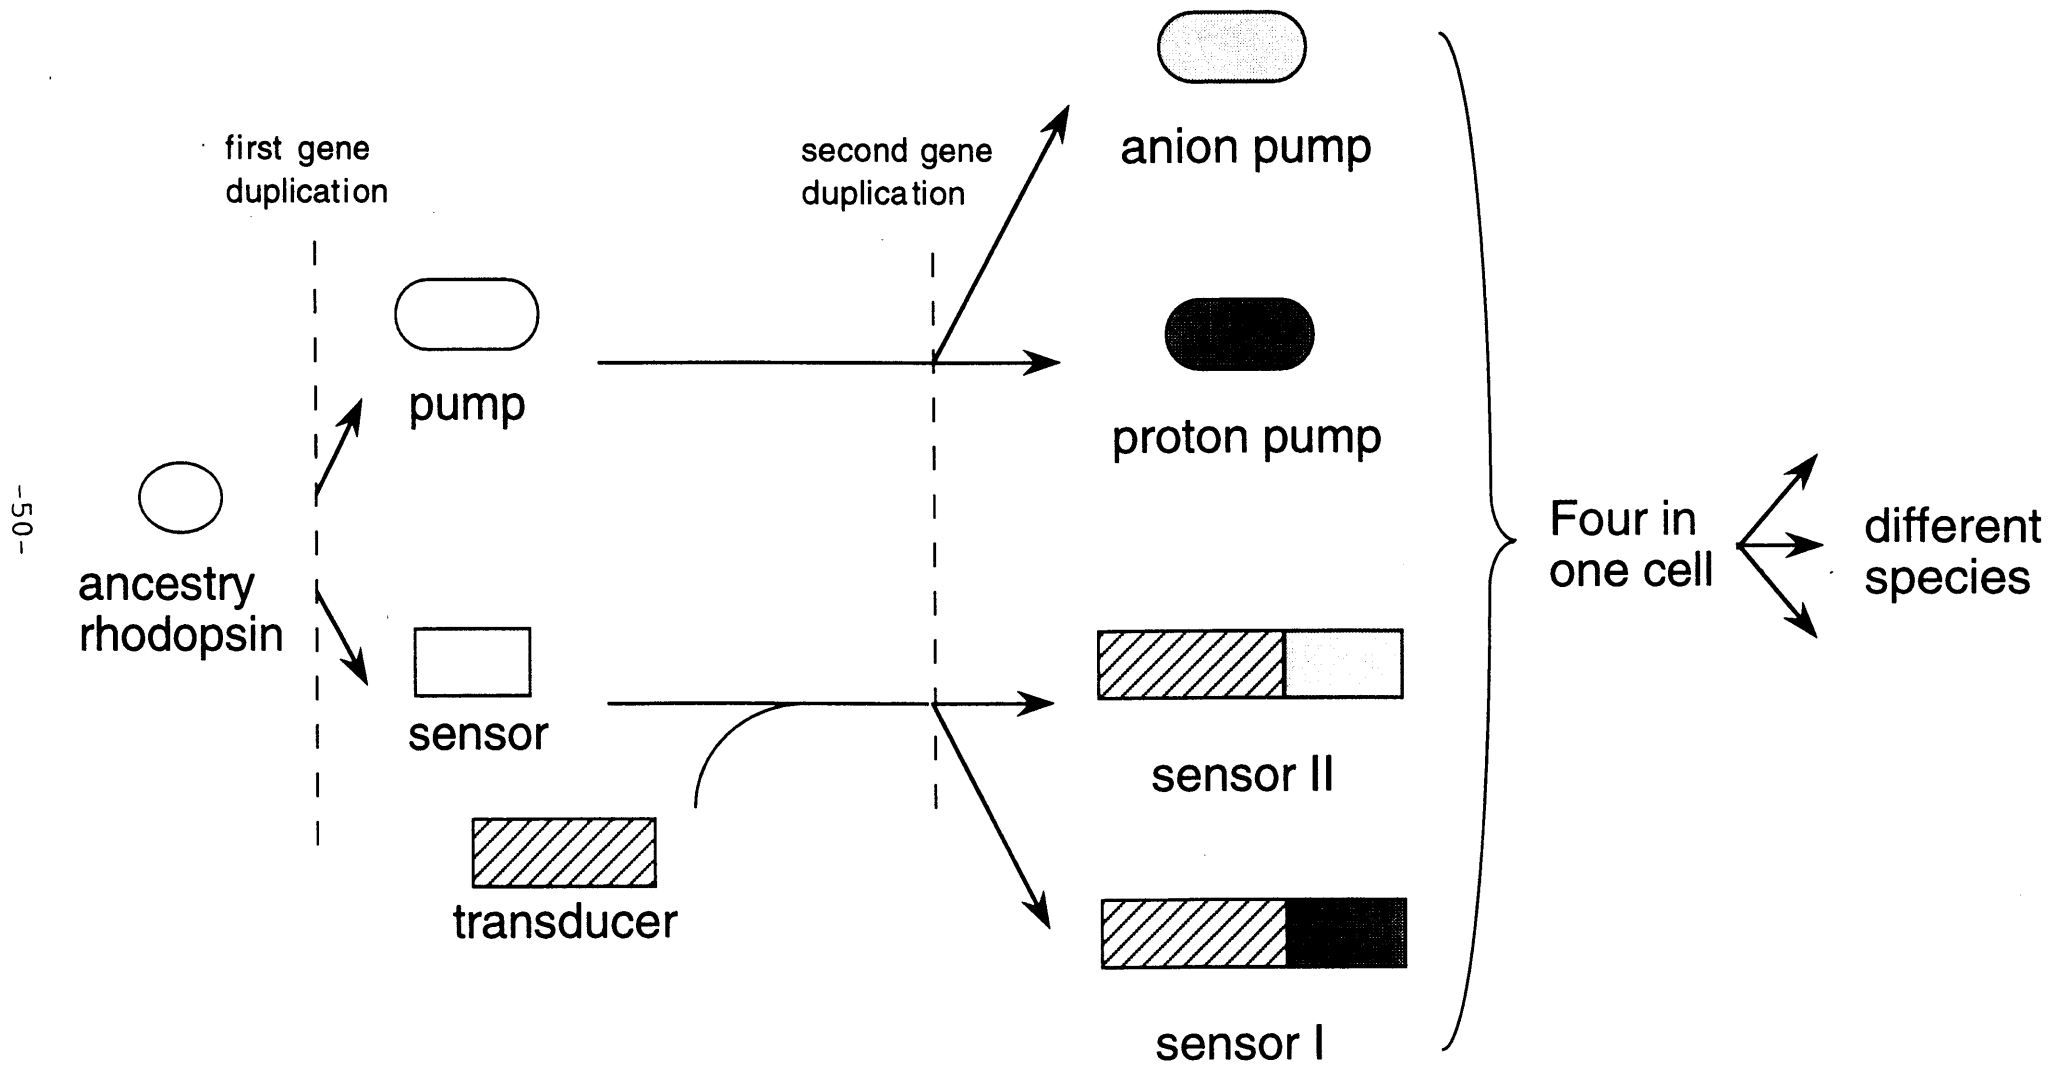 first gene
duplication
second gene
duplication
anion pump
pump
proton pump
-50-
ancestry
rhodopsin
Four in
one cell
different
species
sensor
sensor II
transducer
sensor I